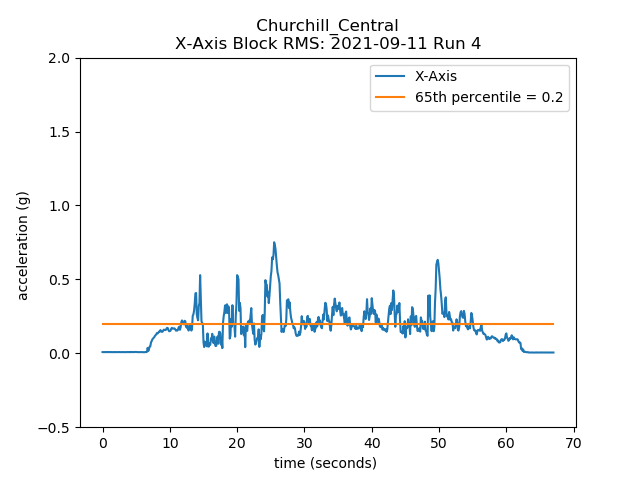 Churchill_Central
X-Axis Block RMS: 2021-09-11 Run 4
X-Axis
65th percentile = 0.2
2.0
1.5
1.0
0.5
0.0
−0.5
acceleration (g)
0 10 20 30 40 50 60 70
time (seconds)